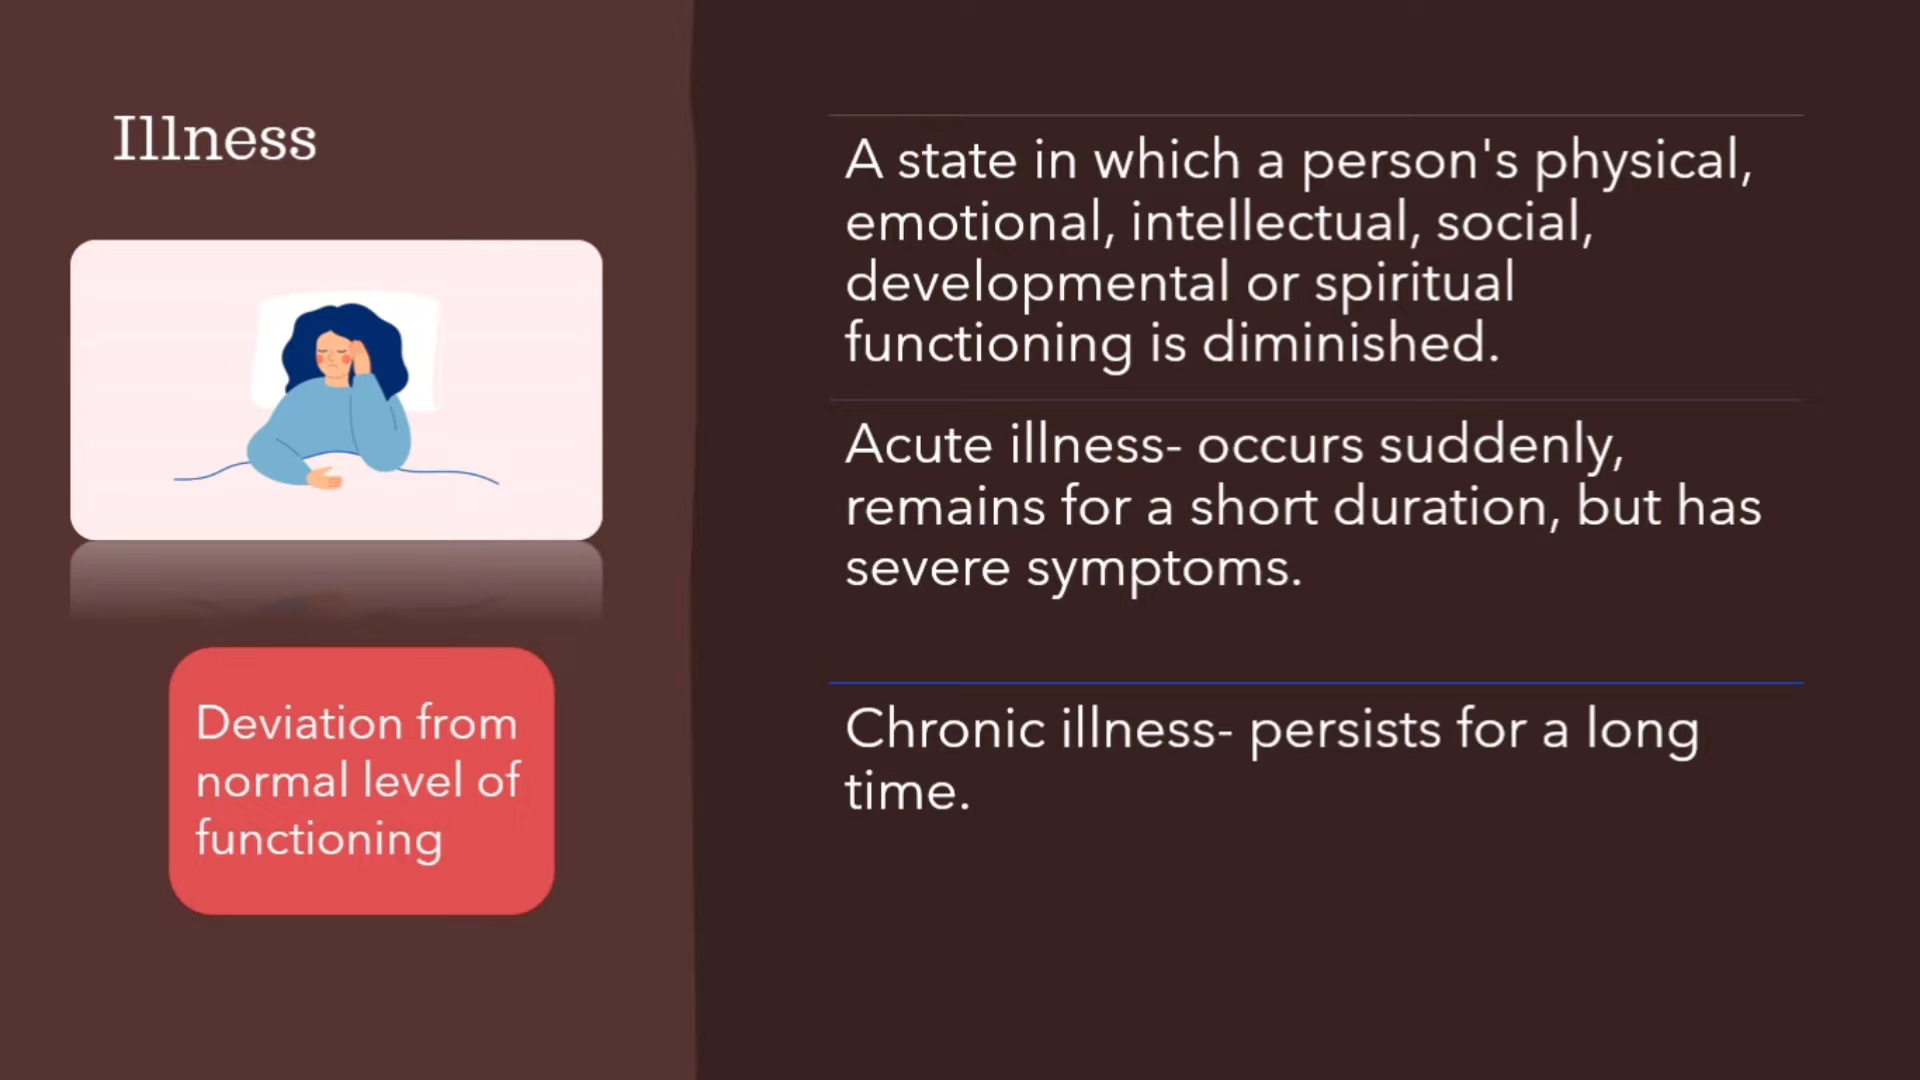 Illness
Deviation from
normal level of
functioning
A state in which a person's physical,
emotional, intellectual, social,
developmental or spiritual
functioning is diminished.
Acute illness- occurs suddenly,
remains for a short duration, but has
severe symptoms.
Chronic illness- persists for a long
time.